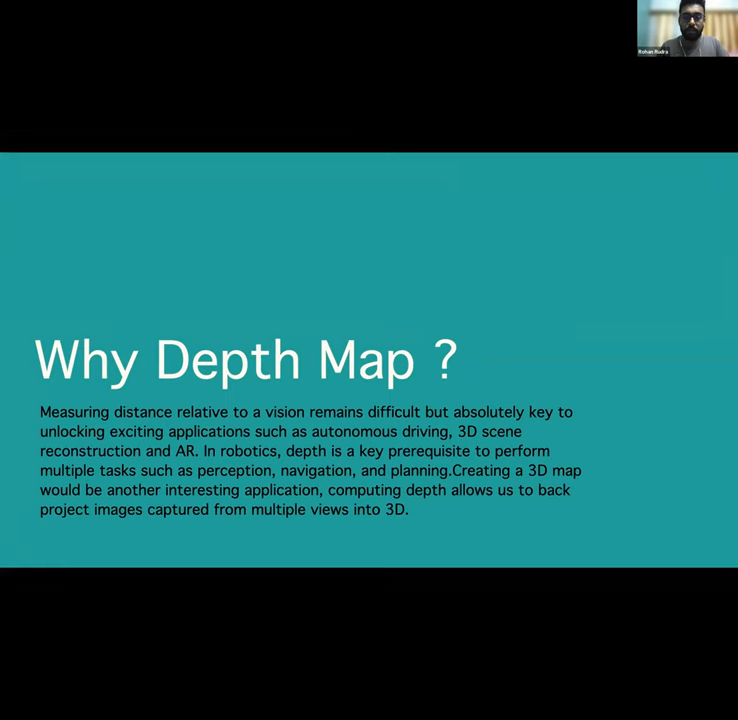 Rohan Rudra
Why Depth Map ?
Measuring distance relative to a vision remains difficult but absolutely key to
unlocking exciting applications such as autonomous driving, 3D scene
reconstruction and AR. In robotics, depth is a key prerequisite to perform
multiple tasks such as perception, navigation, and planning.Creating a 3D map
would be another interesting application, computing depth allows us to back
project images captured from multiple views into 3D.